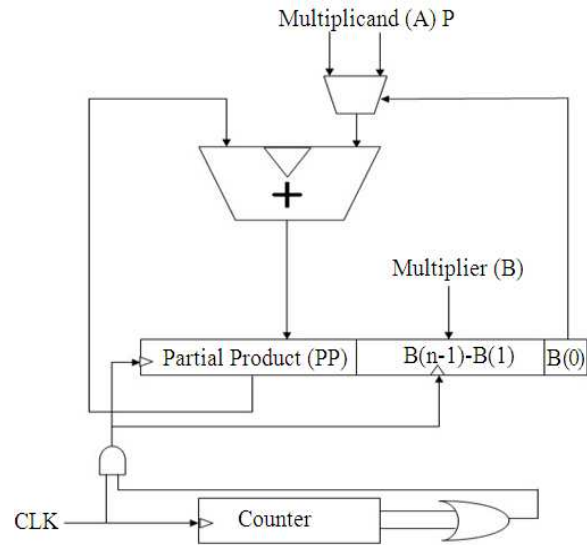 Multiplicand (A) P
+
Multiplier (B)
Partial Product (PP) B(n-1)-B(1) B(0)
CLK Counter